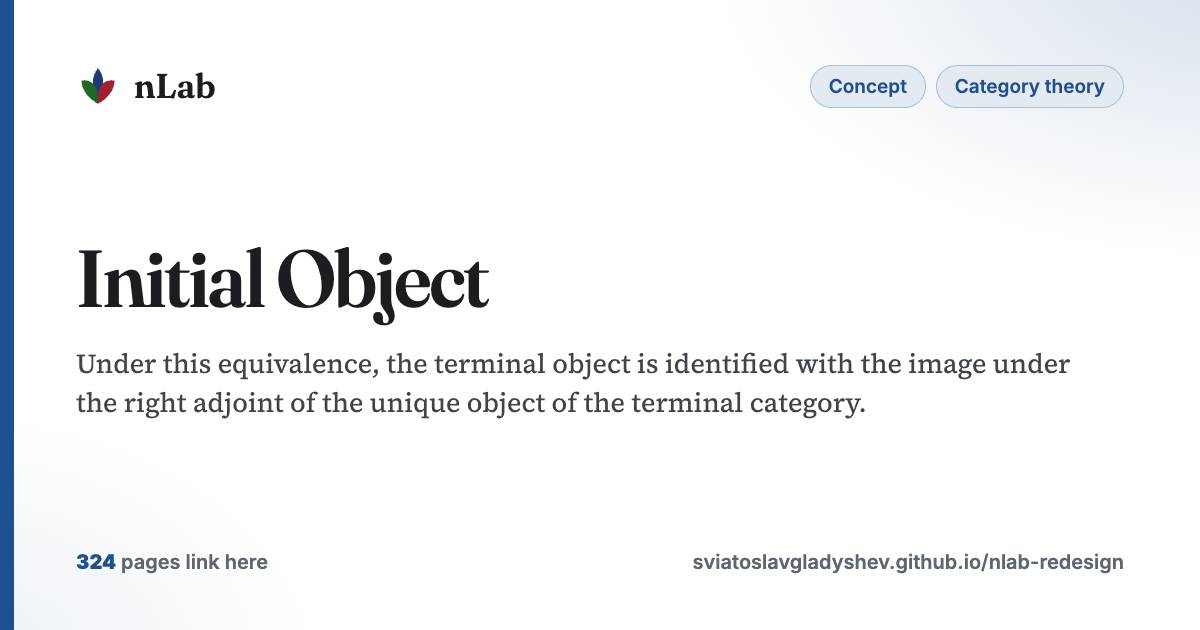 nLab
Concept
Category theory
Initial Object
Under this equivalence, the terminal object is identified with the image under
the right adjoint of the unique object of the terminal category.
324 pages link here
sviatoslavgladyshev.github.io/nlab-redesign